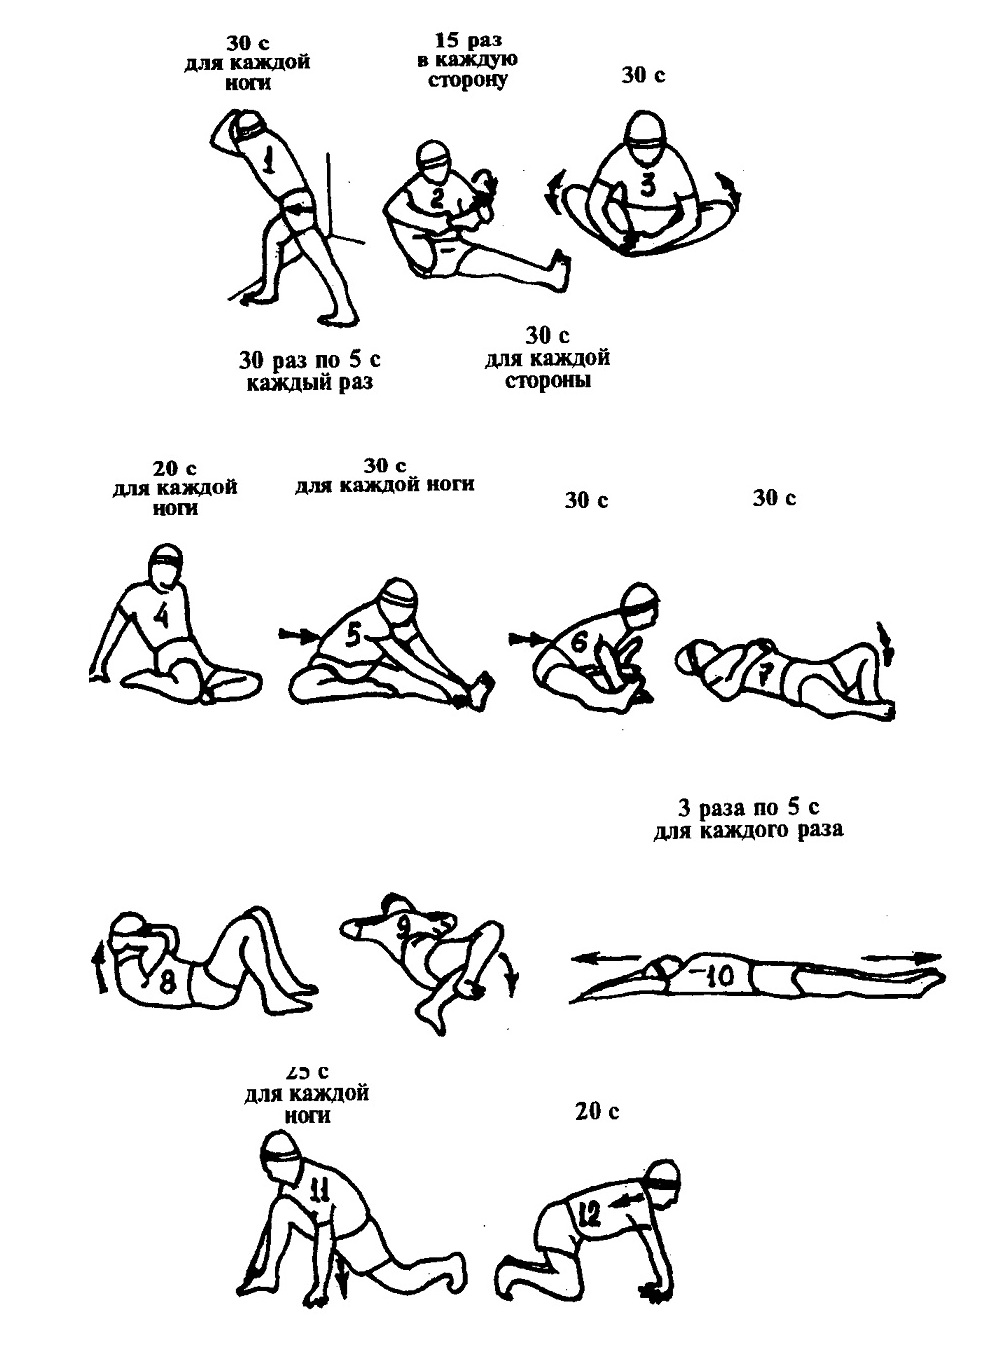 30 с
для каждой
ноги
15 раз
в каждую
сторону
30 с
1
2
3
30 раз по 5 с
каждый раз
30 с
для каждой
стороны
20 с
для каждой
ноги
30 с
для каждой ноги
30 с
30 с
4
5
6
7
3 раза по 5 с
для каждого раза
8
9
10
25 с
для каждой
ноги
20 с
11
12